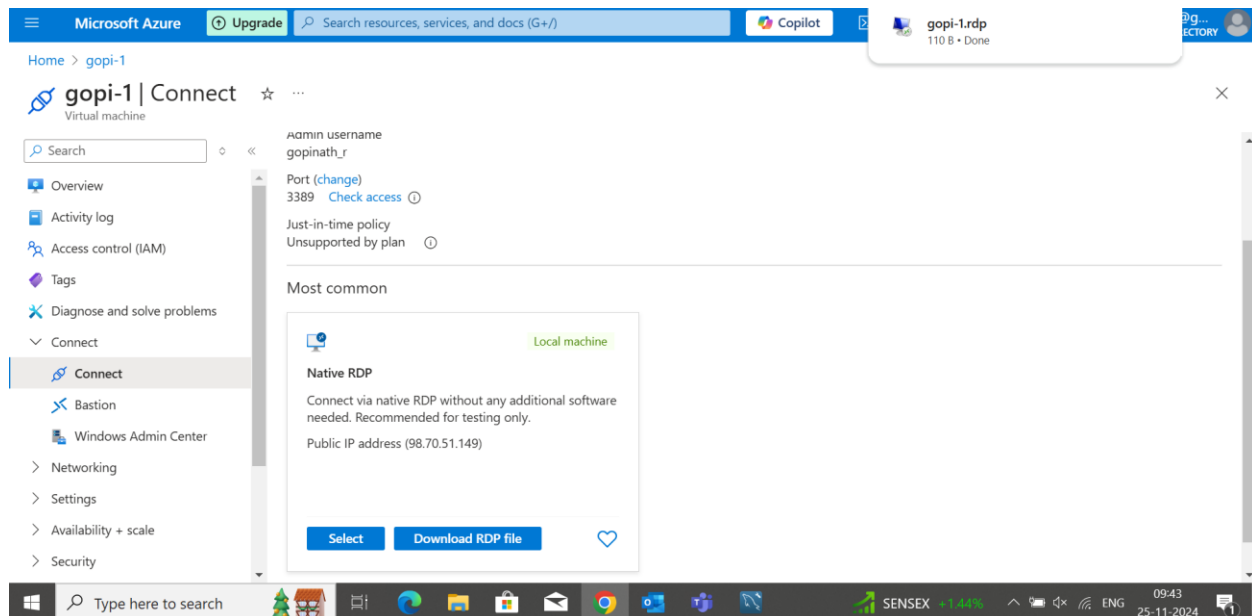 Microsoft Azure
Upgrade
Search resources, services, and docs (G+/)
Copilot
gopi-1.rdp
110 B • Done
@g...
ECTORY
Home > gopi-1
gopi-1 | Connect
Virtual machine
Search
Overview
Activity log
Access control (IAM)
Tags
Diagnose and solve problems
Connect
Connect
Bastion
Windows Admin Center
Networking
Settings
Availability + scale
Security
Admin username
gopinath_r
Port (change)
3389 Check access
Just-in-time policy
Unsupported by plan
Most common
Local machine
Native RDP
Connect via native RDP without any additional software
needed. Recommended for testing only.
Public IP address (98.70.51.149)
Select
Download RDP file
Type here to search
SENSEX +1.44%
ENG
09:43
25-11-2024